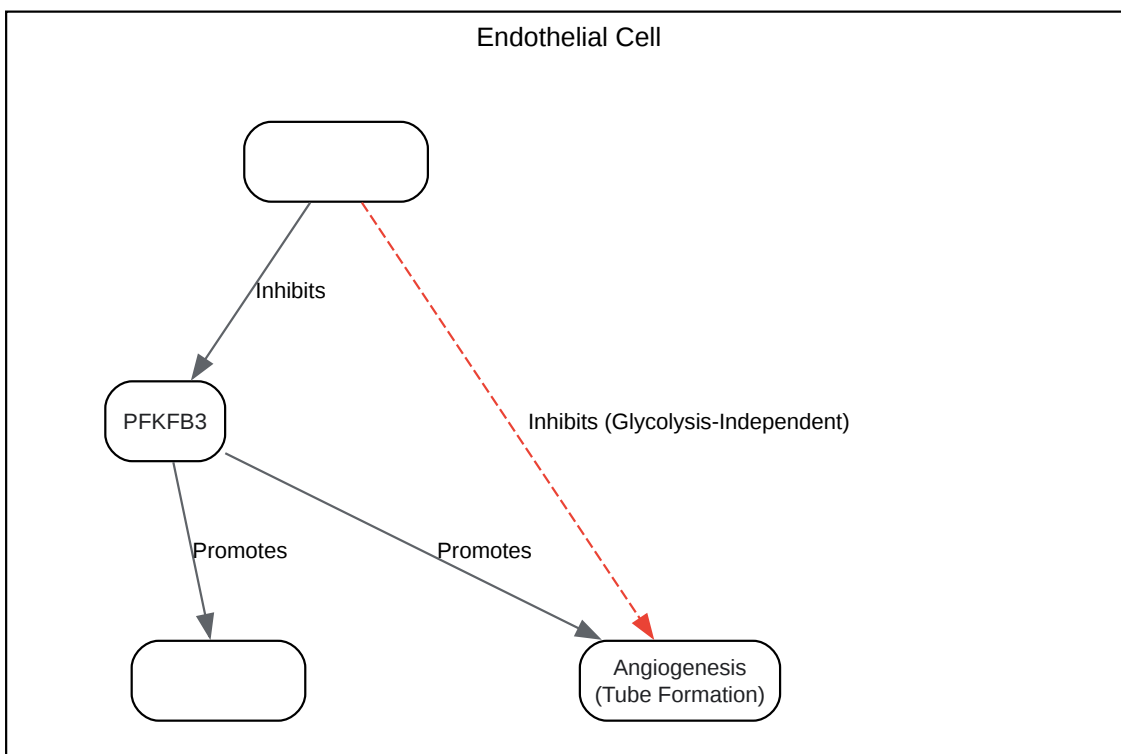 Endothelial Cell
Inhibits
PFKFB3
Inhibits (Glycolysis-Independent)
Promotes
Promotes
Angiogenesis
(Tube Formation)